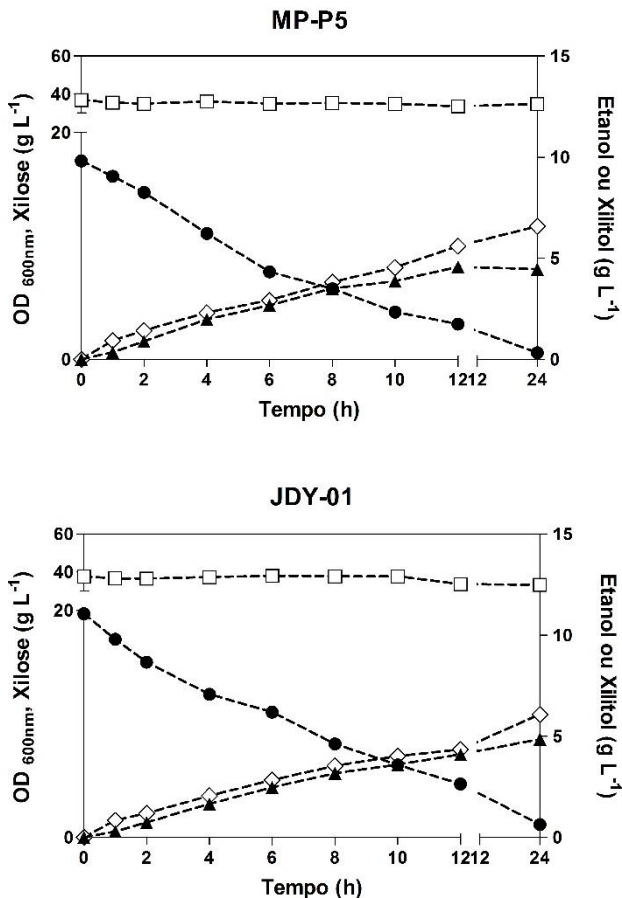 MP-P5
60
40
20
0
OD 600nm, Xilose (g L-1)
15
10
5
0
Etanol ou Xilitol (g L-1)
0 2 4 6 8 10 12 12 24
Tempo (h)
JDY-01
60
40
20
0
OD 600nm, Xilose (g L-1)
15
10
5
0
Etanol ou Xilitol (g L-1)
0 2 4 6 8 10 12 12 24
Tempo (h)